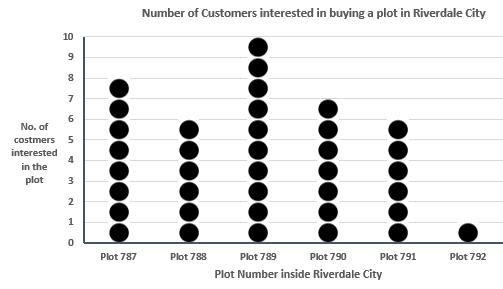 Number of Customers interested in buying a plot in Riverdale City
10
9
8
7
6
5
4
3
2
1
0
No. of
costmers
interested
in the
plot
Plot 787 Plot 788 Plot 789 Plot 790 Plot 791 Plot 792
Plot Number inside Riverdale City